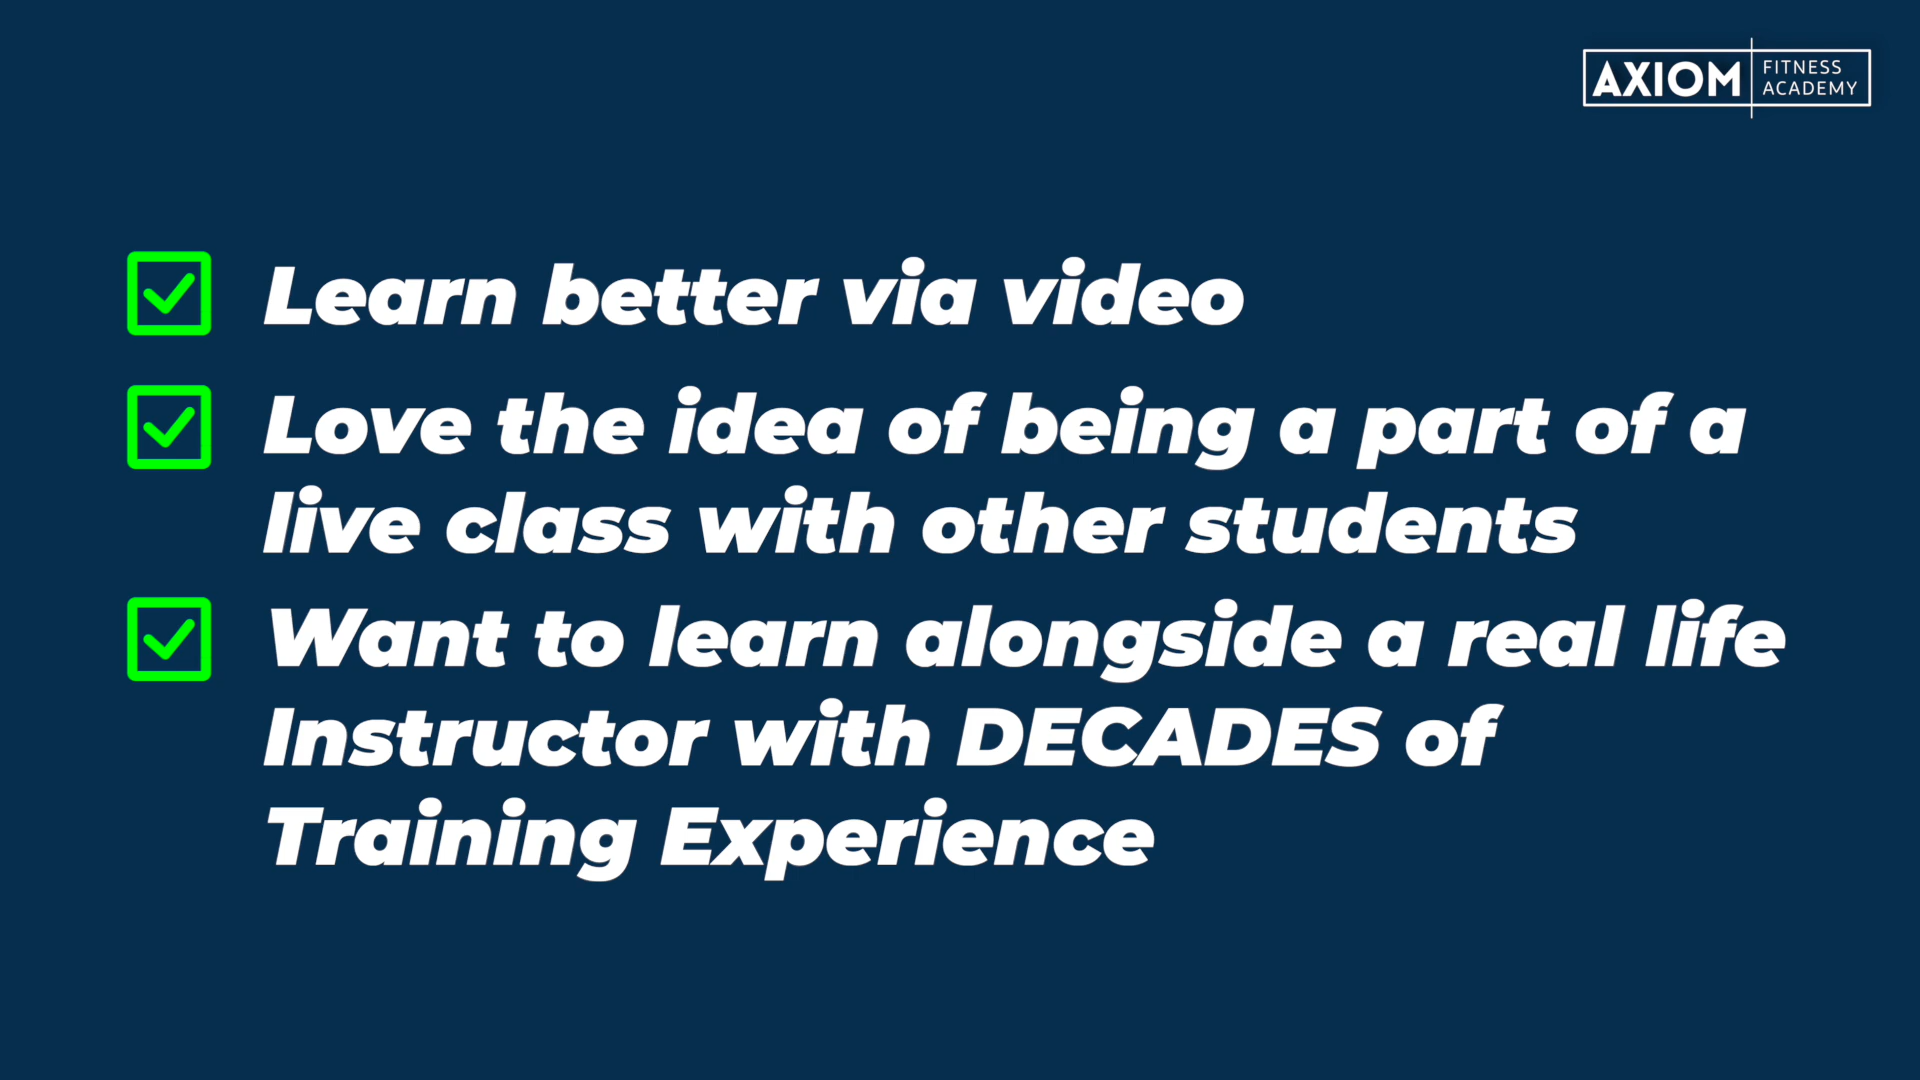 AXIOM
FITNESS
ACADEMY
Learn better via video
Love the idea of being a part of a
live class with other students
Want to learn alongside a real life
Instructor with DECADES of
Training Experience